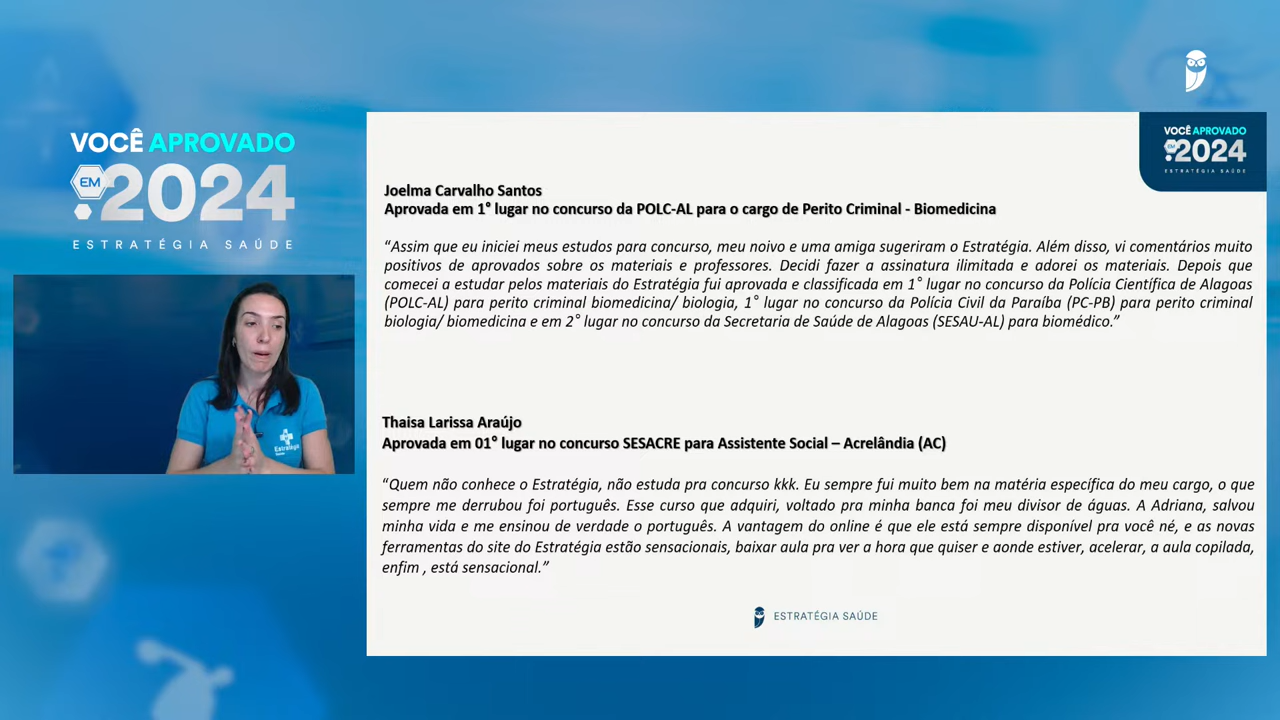 VOCÊ APROVADO
EM 2024
ESTRATÉGIA SAÚDE
VOCÊ APROVADO
EM 2024
ESTRATÉGIA SAÚDE
Joelma Carvalho Santos
Aprovada em 1° lugar no concurso da POLC-AL para o cargo de Perito Criminal - Biomedicina
“Assim que eu iniciei meus estudos para concurso, meu noivo e uma amiga sugeriram o Estratégia. Além disso, vi comentários muito
positivos de aprovados sobre os materiais e professores. Decidi fazer a assinatura ilimitada e adorei os materiais. Depois que
comecei a estudar pelos materiais do Estratégia fui aprovada e classificada em 1° lugar no concurso da Polícia Científica de Alagoas
(POLC-AL) para perito criminal biomedicina/ biologia, 1° lugar no concurso da Polícia Civil da Paraíba (PC-PB) para perito criminal
biologia/ biomedicina e em 2° lugar no concurso da Secretaria de Saúde de Alagoas (SESAU-AL) para biomédico.”
Thaisa Larissa Araújo
Aprovada em 01° lugar no concurso SESACRE para Assistente Social – Acrelândia (AC)
“Quem não conhece o Estratégia, não estuda pra concurso kkk. Eu sempre fui muito bem na matéria específica do meu cargo, o que
sempre me derrubou foi português. Esse curso que adquiri, voltado pra minha banca foi meu divisor de águas. A Adriana, salvou
minha vida e me ensinou de verdade o português. A vantagem do online é que ele está sempre disponível pra você né, e as novas
ferramentas do site do Estratégia estão sensacionais, baixar aula pra ver a hora que quiser e aonde estiver, acelerar, a aula copilada,
enfim , está sensacional.”
Estratégia
ESTRATÉGIA SAÚDE